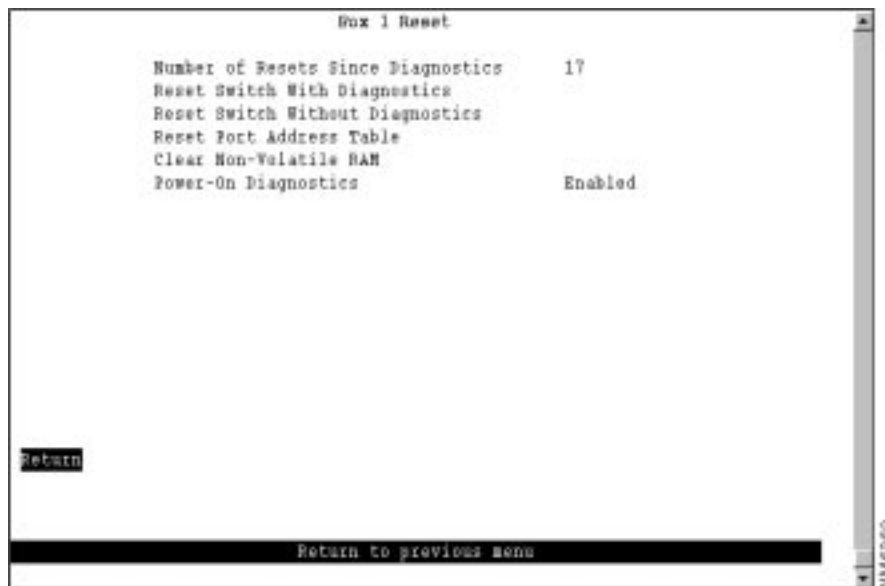 Box 1 Reset
Number of Resets Since Diagnostics 17
Reset Switch With Diagnostics
Reset Switch Without Diagnostics
Reset Port Address Table
Clear Non-Volatile RAM
Power-On Diagnostics Enabled
Return
Return to previous menu